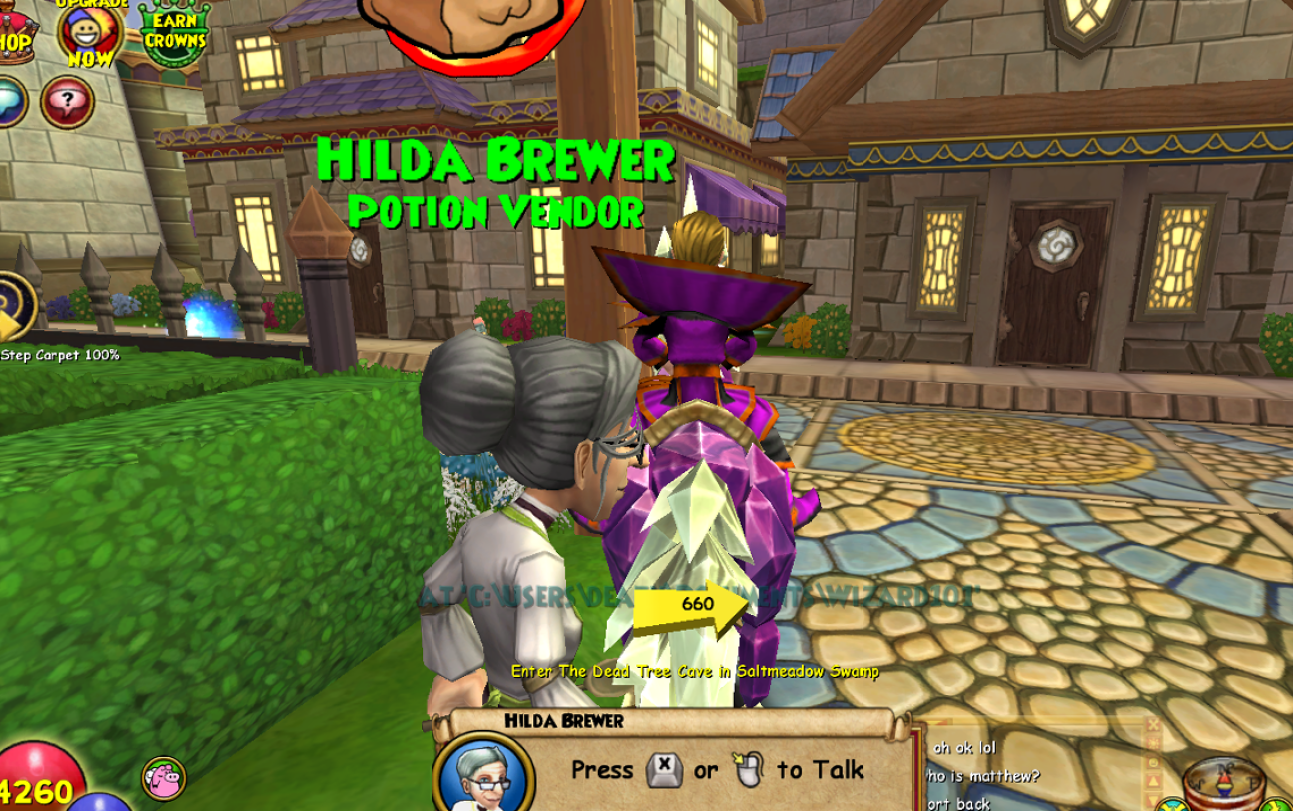 UPGRADE
NOW
HOP
EARN
CROWNS
?
HILDA BREWER
POTION VENDOR
Step Carpet 100%
660
Enter The Dead Tree Cave in Saltmeadow Swamp
HILDA BREWER
Press X or to Talk
oh ok lol
ho is matthew?
ort back
4260